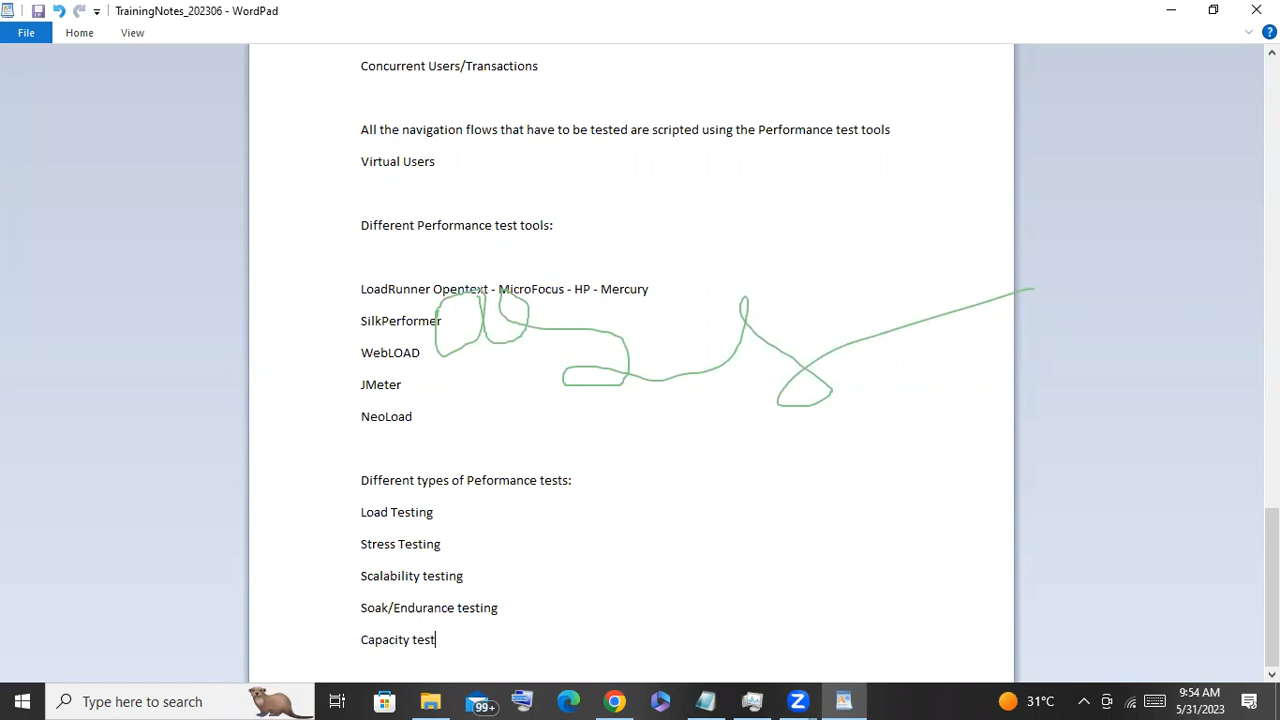 TrainingNotes_202306 - WordPad
File Home View
Concurrent Users/Transactions
All the navigation flows that have to be tested are scripted using the Performance test tools
Virtual Users
Different Performance test tools:
LoadRunner Opentext - MicroFocus - HP - Mercury
SilkPerformer
WebLOAD
JMeter
NeoLoad
Different types of Peformance tests:
Load Testing
Stress Testing
Scalability testing
Soak/Endurance testing
Capacity test
Type here to search
99+
31°C
9:54 AM
5/31/2023